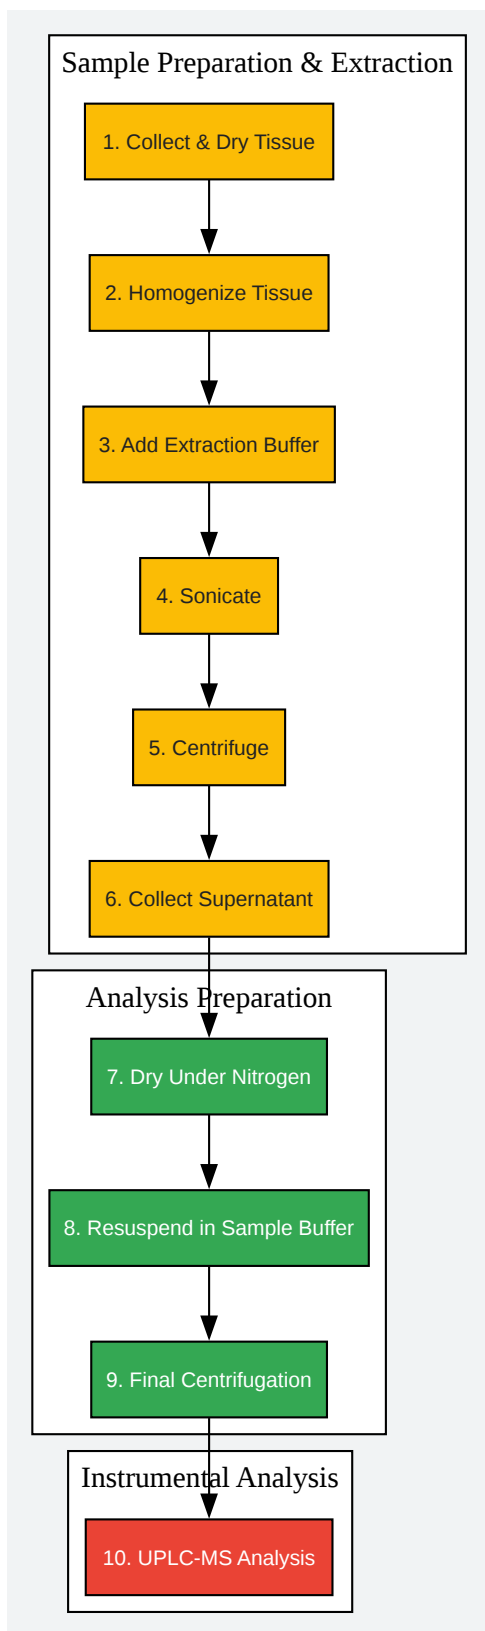 Sample Preparation & Extraction
1. Collect & Dry Tissue
2. Homogenize Tissue
3. Add Extraction Buffer
4. Sonicate
5. Centrifuge
6. Collect Supernatant
Analysis Preparation
7. Dry Under Nitrogen
8. Resuspend in Sample Buffer
9. Final Centrifugation
Instrumental Analysis
10. UPLC-MS Analysis